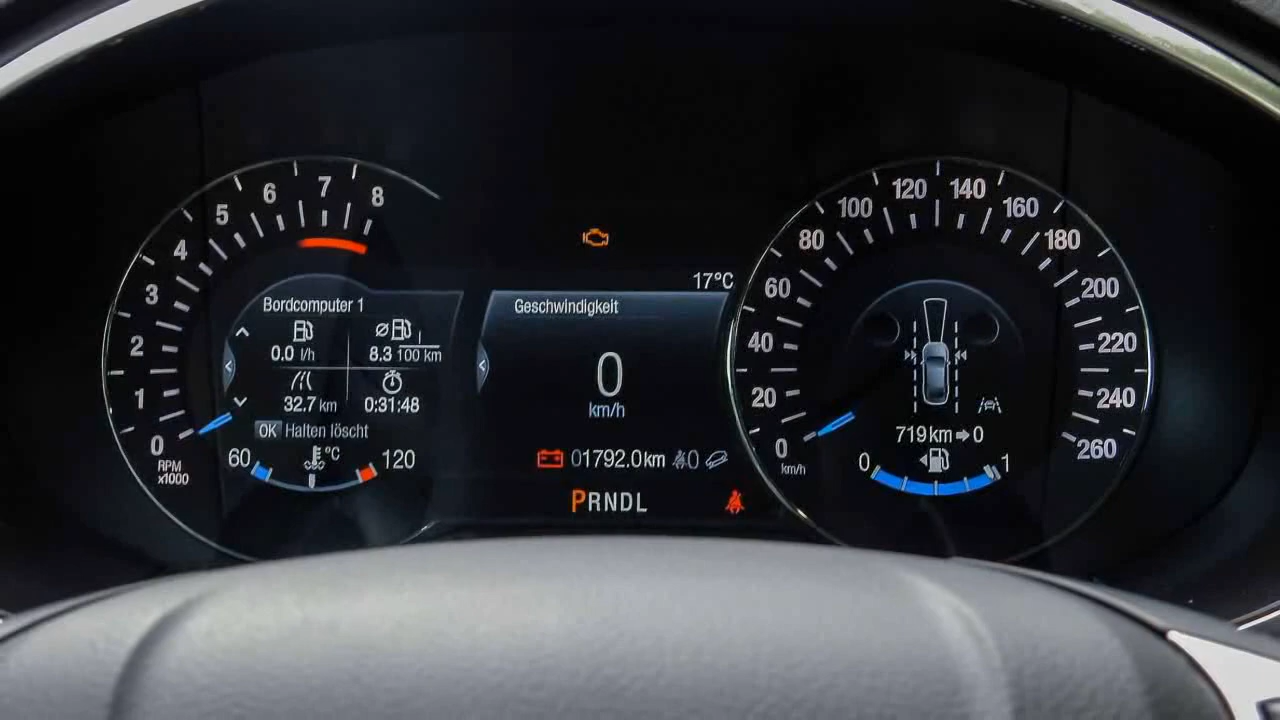 0 1 2 3 4 5 6 7 8
RPM
x1000
Bordcomputer 1
0.0 l/h
8.3 100 km
32.7 km
0:31:48
OK Halten löscht
60 °C 120
17°C
Geschwindigkeit
0
km/h
01792.0km 0
PRNDL
0 20 40 60 80 100 120 140 160 180 200 220 240 260
km/h
719km 0
0 1